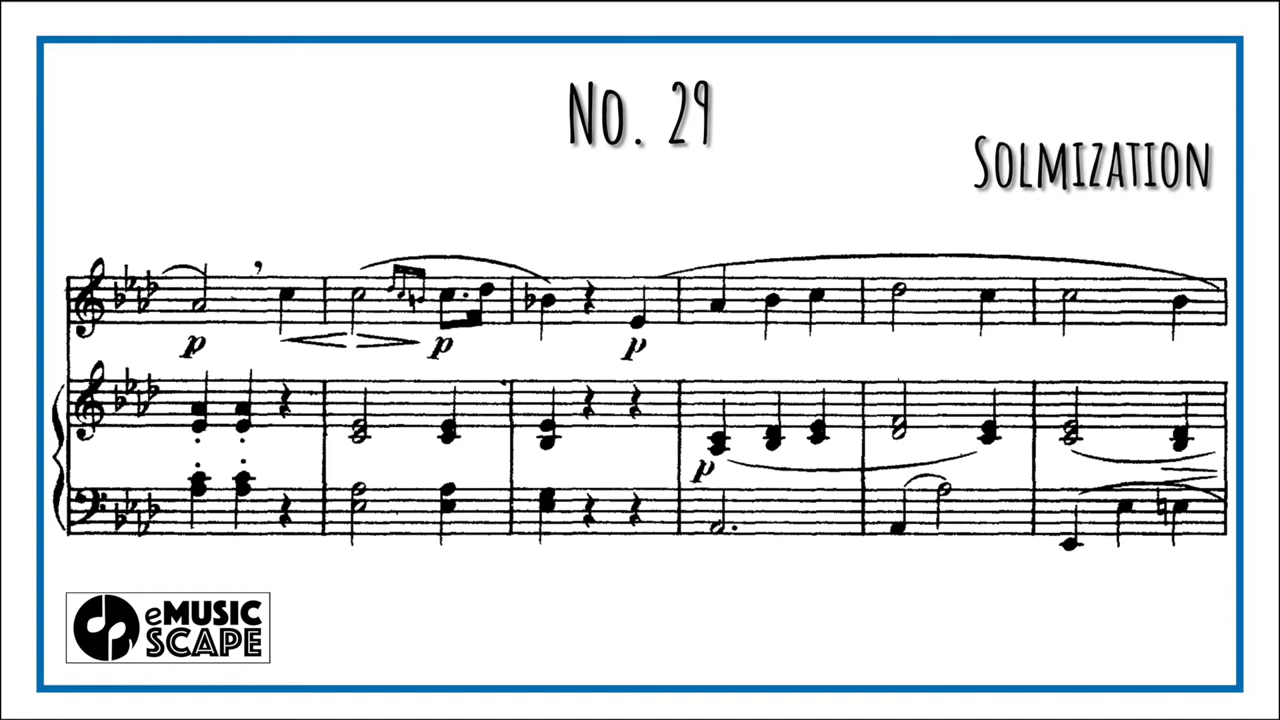 No. 29
Solmization
p
p
p
p
eMUSIC
SCAPE